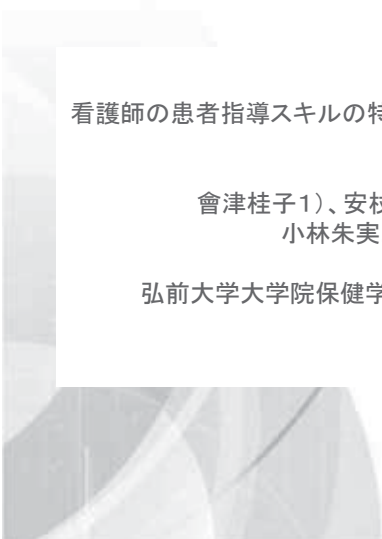 看護師の患者指導スキルの特
會津桂子1)、安枝
小林朱実
弘前大学大学院保健学